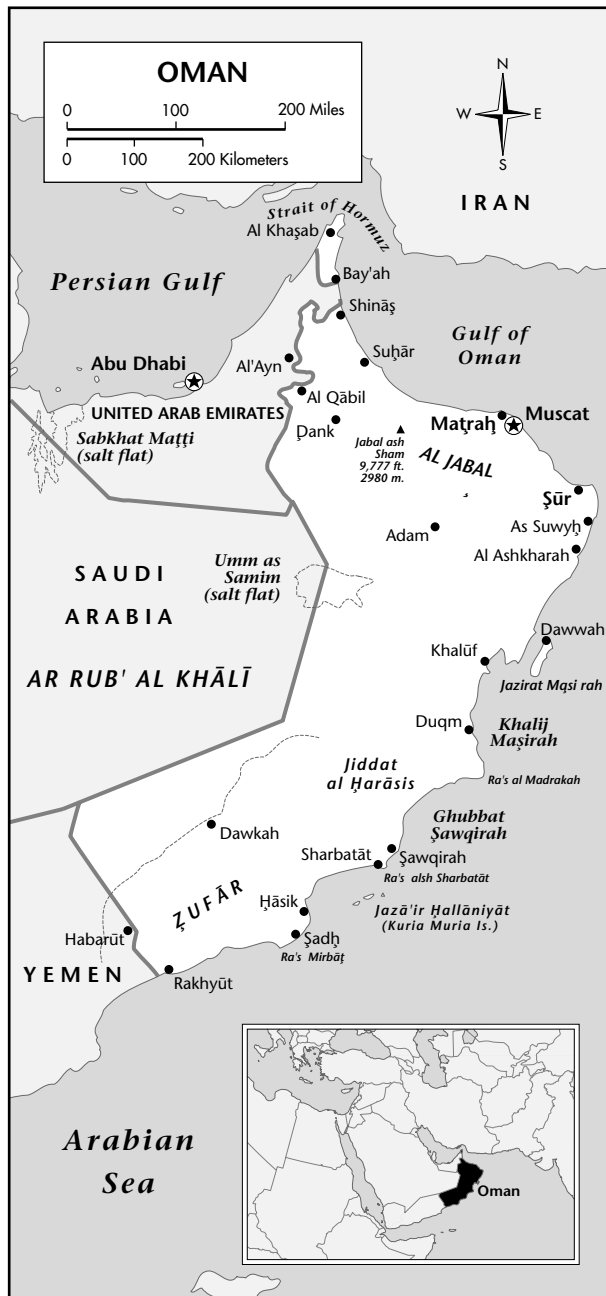 OMAN
0 100 200 Miles
0 100 200 Kilometers
N
W E
S
IRAN
Strait of Hormuz
Al Khaşab
Persian Gulf
Bay'ah
Shināş
Gulf of
Oman
Abu Dhabi
Al'Ayn
Suḩār
UNITED ARAB EMIRATES
Al Qābil
Maţraḩ
Muscat
Sabkhat Maţţi
(salt flat)
Ḑank
Jabal ash
Sham
9,777 ft.
2980 m.
AL JABAL
Şūr
As Suwyḩ
Adam
Al Ashkharah
SAUDI
ARABIA
Umm as
Samim
(salt flat)
Dawwah
Khalūf
AR RUB' AL KHĀLĪ
Jazirat Mạsi rah
Duqm
Khalij
Maşirah
Jiddat
al Ḩarāsis
Ra's al Madrakah
Dawkah
Ghubbat
Şawqirah
Sharbatāt
Şawqirah
Ra's alsh Sharbatāt
ẒUFĀR
Ḩāsik
Jazā'ir Ḩallāniyāt
(Kuria Muria Is.)
Habarūt
Şadḩ
Ra's Mirbāţ
YEMEN
Rakhyūt
Arabian
Sea
Oman